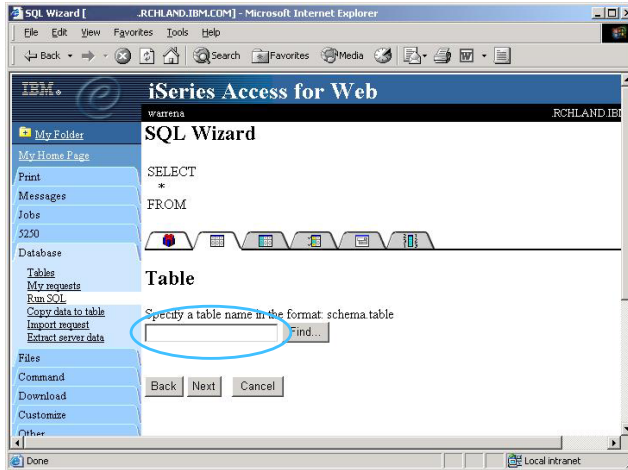 SQL Wizard [ .RCHLAND.IBM.COM] - Microsoft Internet Explorer
File Edit View Favorites Tools Help
Back Search Favorites Media
IBM.
iSeries Access for Web
warrena .RCHLAND.IBM
My Folder
My Home Page
Print
Messages
Jobs
5250
Database
Tables
My requests
Run SQL
Copy data to table
Import request
Extract server data
Files
Command
Download
Customize
Other
SQL Wizard
SELECT
*
FROM
Table
Specify a table name in the format: schema.table
Find...
Back Next Cancel
Done Local intranet